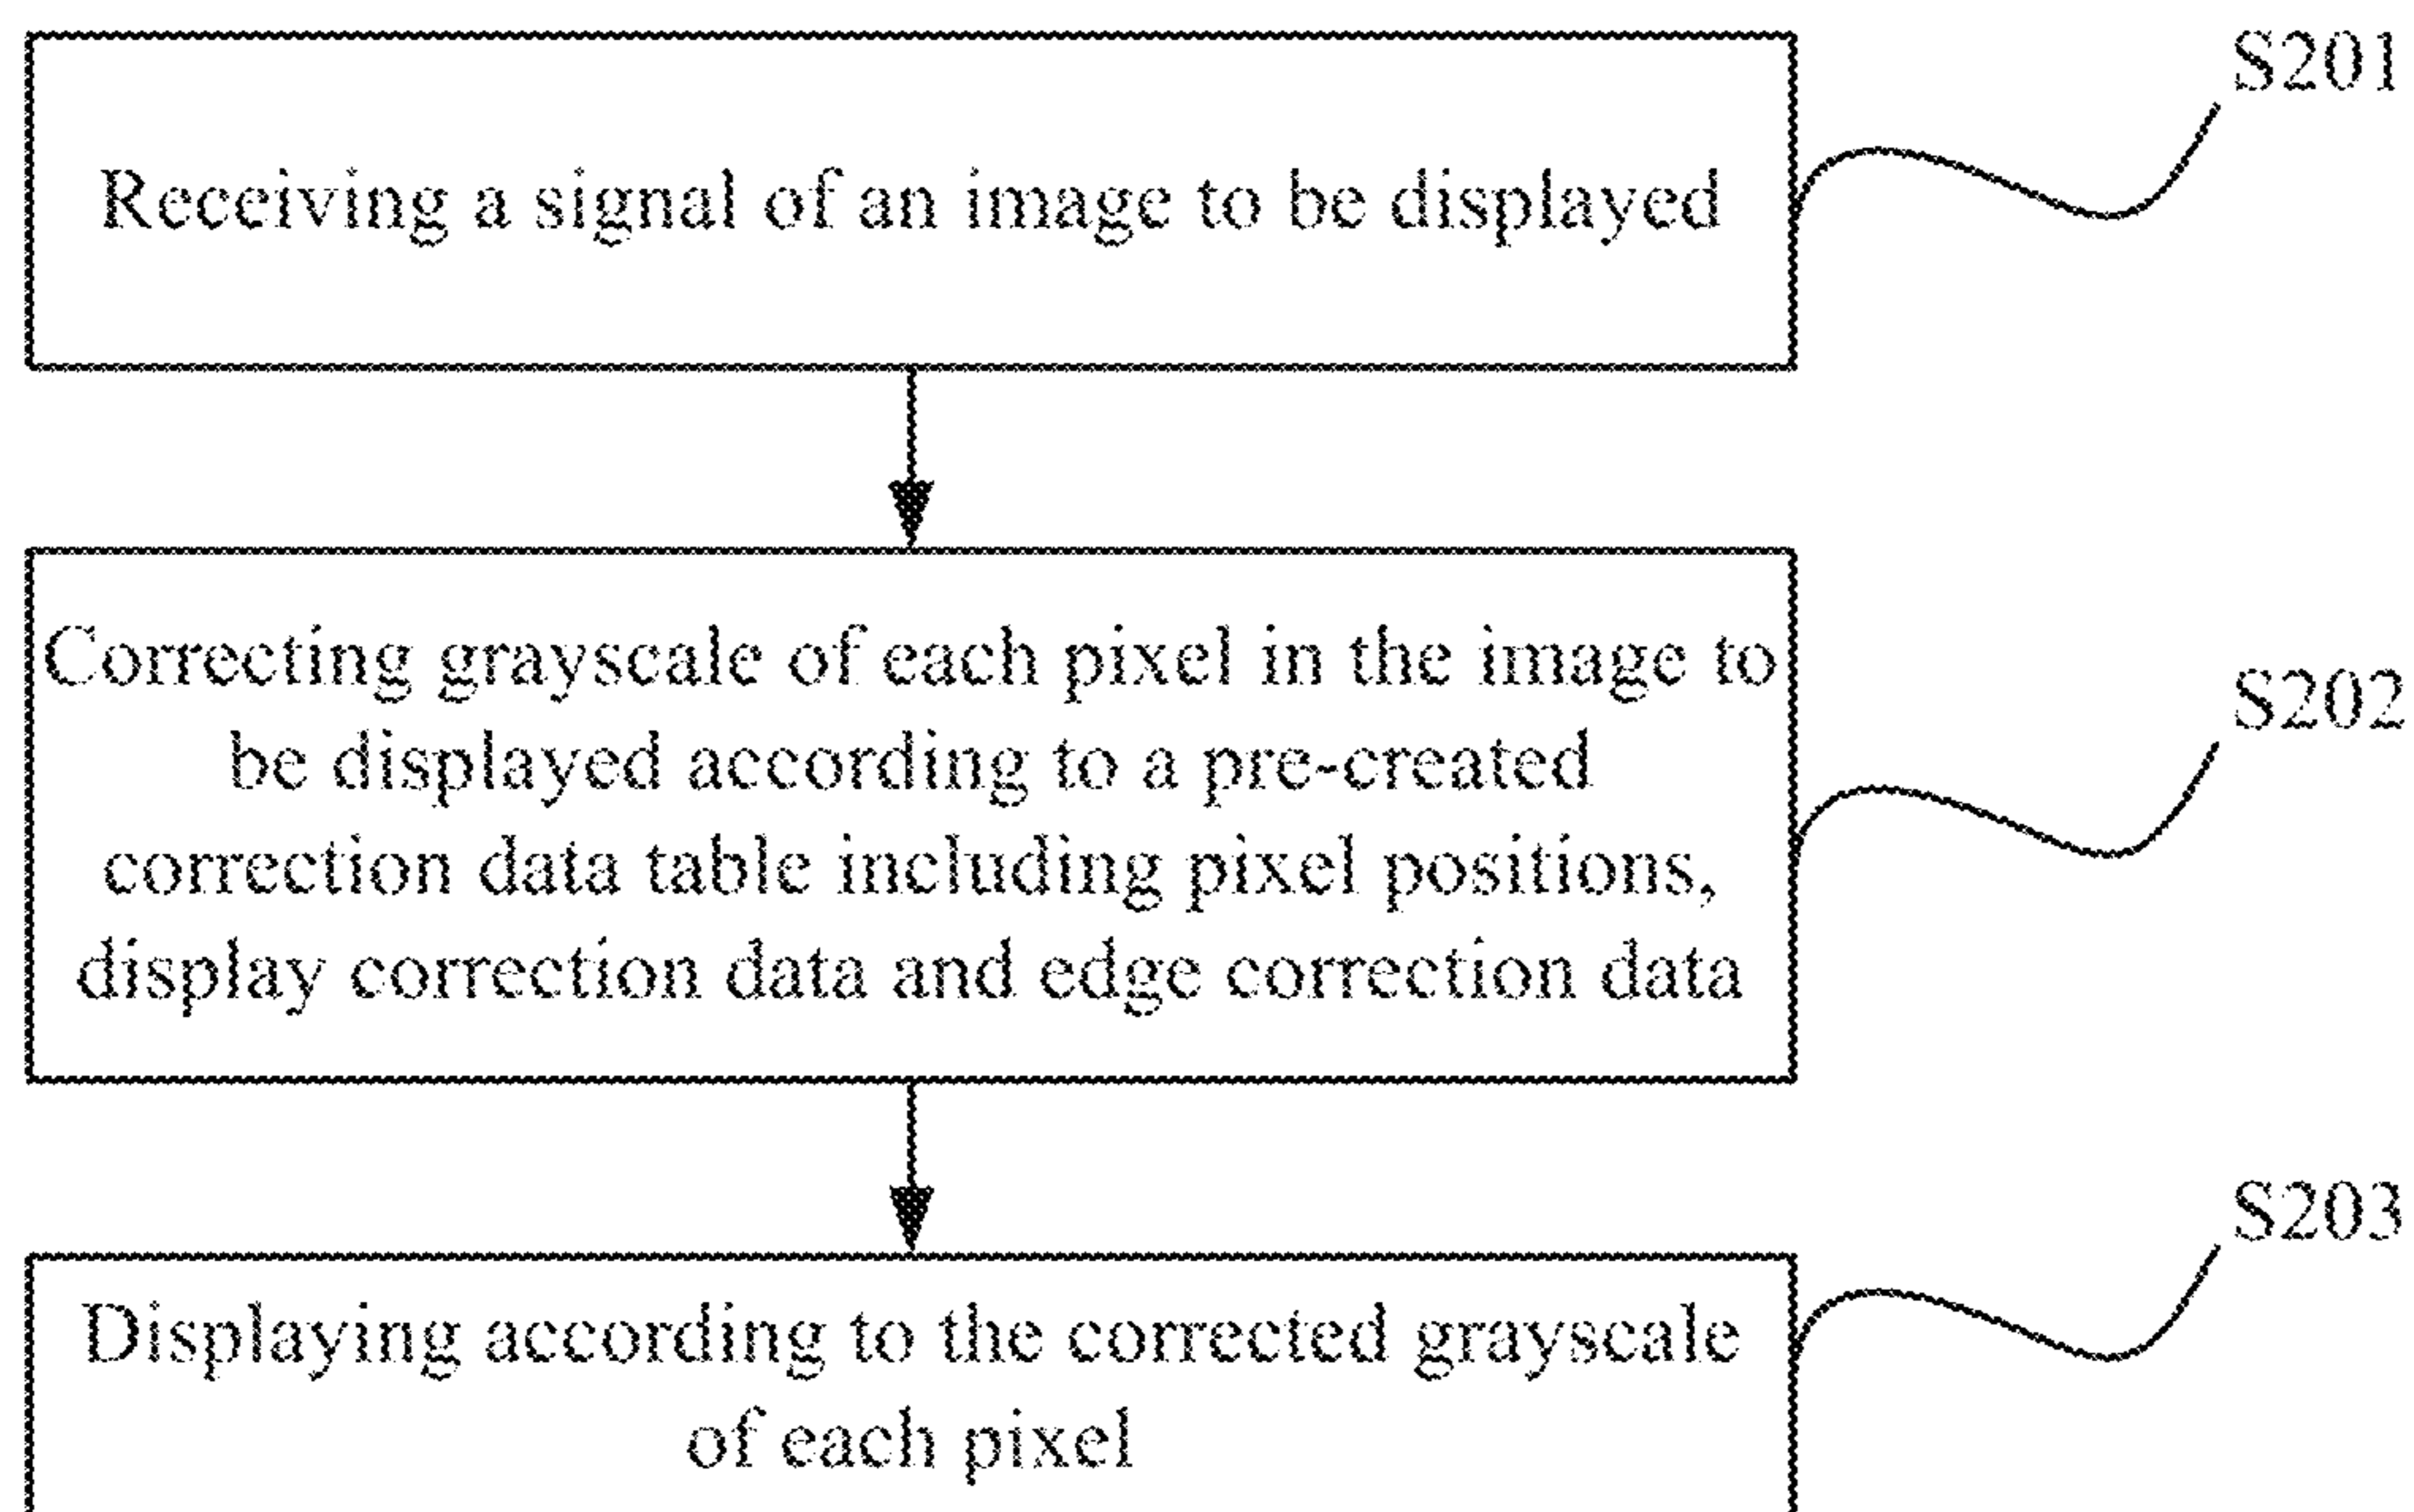 S201
Receiving a signal of an image to be displayed
Correcting grayscale of each pixel in the image to
be displayed according to a pre-created
correction data table including pixel positions,
display correction data and edge correction data
S202
S203
Displaying according to the corrected grayscale
of each pixel